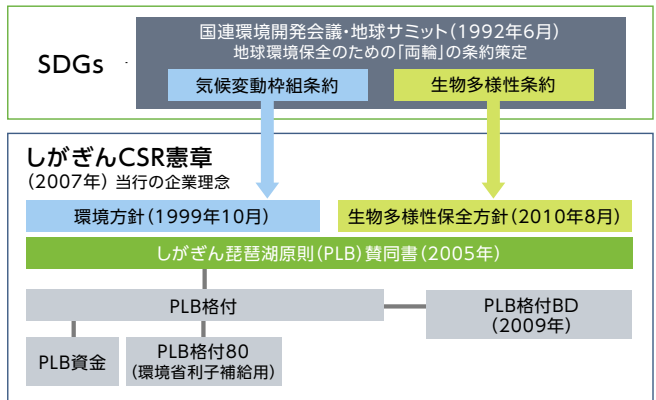 SDGs
国連環境開発会議・地球サミット(1992年6月)
地球環境保全のための「両輪」の条約策定
気候変動枠組条約
生物多様性条約
しがぎんCSR憲章
(2007年) 当行の企業理念
環境方針(1999年10月)
生物多様性保全方針(2010年8月)
しがぎん琵琶湖原則(PLB)賛同書(2005年)
PLB格付
PLB格付BD
(2009年)
PLB資金
PLB格付80
(環境省利子補給用)